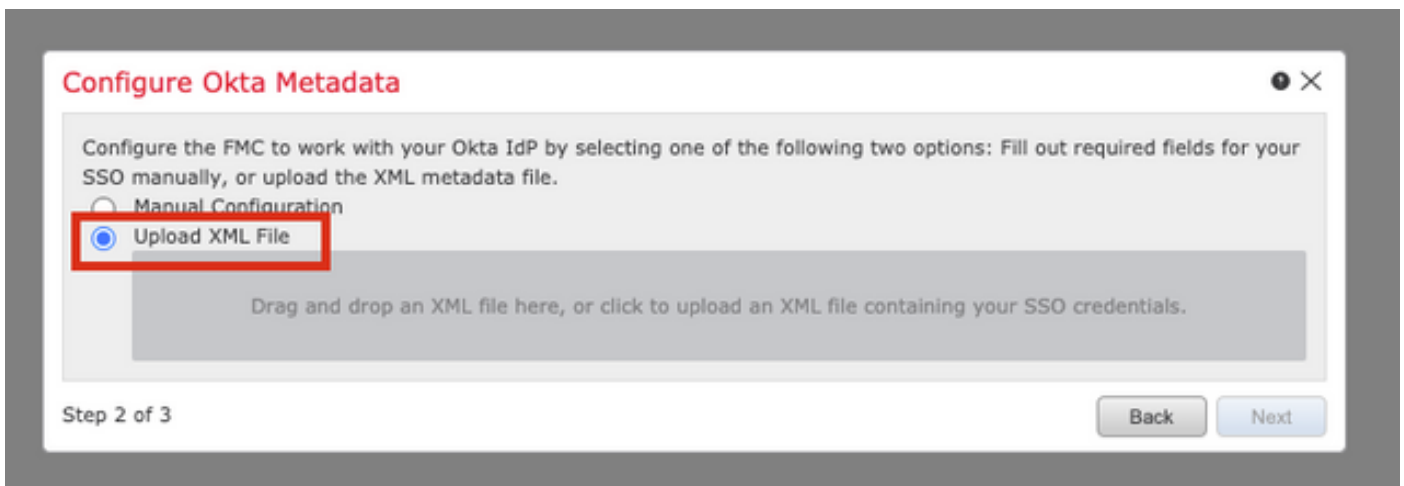 Configure Okta Metadata
Configure the FMC to work with your Okta IdP by selecting one of the following two options: Fill out required fields for your
SSO manually, or upload the XML metadata file.
Manual Configuration
Upload XML File
Drag and drop an XML file here, or click to upload an XML file containing your SSO credentials.
Step 2 of 3
Back
Next